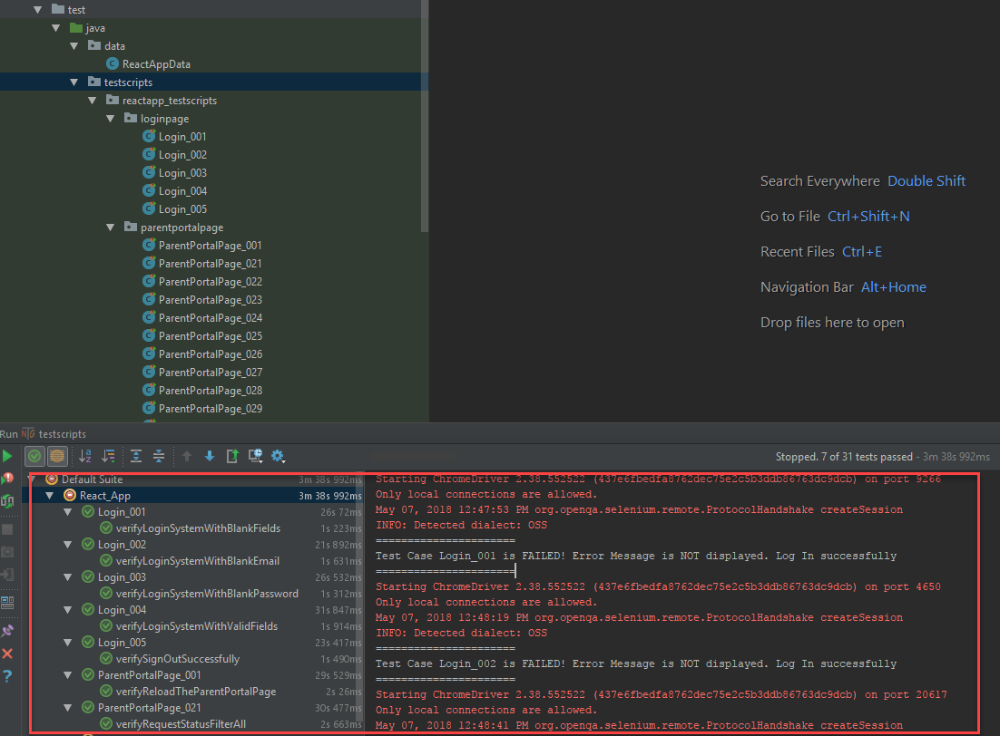 test
java
data
ReactAppData
testscripts
reactapp_testscripts
loginpage
Login_001
Login_002
Login_003
Login_004
Login_005
parentportalpage
ParentPortalPage_001
ParentPortalPage_021
ParentPortalPage_022
ParentPortalPage_023
ParentPortalPage_024
ParentPortalPage_025
ParentPortalPage_026
ParentPortalPage_027
ParentPortalPage_028
ParentPortalPage_029
Search Everywhere Double Shift
Go to File Ctrl+Shift+N
Recent Files Ctrl+E
Navigation Bar Alt+Home
Drop files here to open
Run testscripts
Stopped. 7 of 31 tests passed - 3m 38s 992ms
Default Suite 3m 38s 992ms
React_App 3m 38s 992ms
Login_001 26s 72ms
verifyLoginSystemWithBlankFields 1s 223ms
Login_002 21s 892ms
verifyLoginSystemWithBlankEmail 1s 631ms
Login_003 26s 532ms
verifyLoginSystemWithBlankPassword 1s 312ms
Login_004 31s 847ms
verifyLoginSystemWithValidFields 1s 914ms
Login_005 23s 417ms
verifySignOutSuccessfully 1s 490ms
ParentPortalPage_001 29s 529ms
verifyReloadTheParentPortalPage 2s 26ms
ParentPortalPage_021 30s 477ms
verifyRequestStatusFilterAll 2s 663ms
Starting ChromeDriver 2.38.552522 (437e6fbedfa8762dec75e2c5b3ddb86763dc9dcb) on port 9266
Only local connections are allowed.
May 07, 2018 12:47:53 PM org.openqa.selenium.remote.ProtocolHandshake createSession
INFO: Detected dialect: OSS
======================
Test Case Login_001 is FAILED! Error Message is NOT displayed. Log In successfully
======================
Starting ChromeDriver 2.38.552522 (437e6fbedfa8762dec75e2c5b3ddb86763dc9dcb) on port 4650
Only local connections are allowed.
May 07, 2018 12:48:19 PM org.openqa.selenium.remote.ProtocolHandshake createSession
INFO: Detected dialect: OSS
======================
Test Case Login_002 is FAILED! Error Message is NOT displayed. Log In successfully
======================
Starting ChromeDriver 2.38.552522 (437e6fbedfa8762dec75e2c5b3ddb86763dc9dcb) on port 20617
Only local connections are allowed.
May 07, 2018 12:48:41 PM org.openqa.selenium.remote.ProtocolHandshake createSession